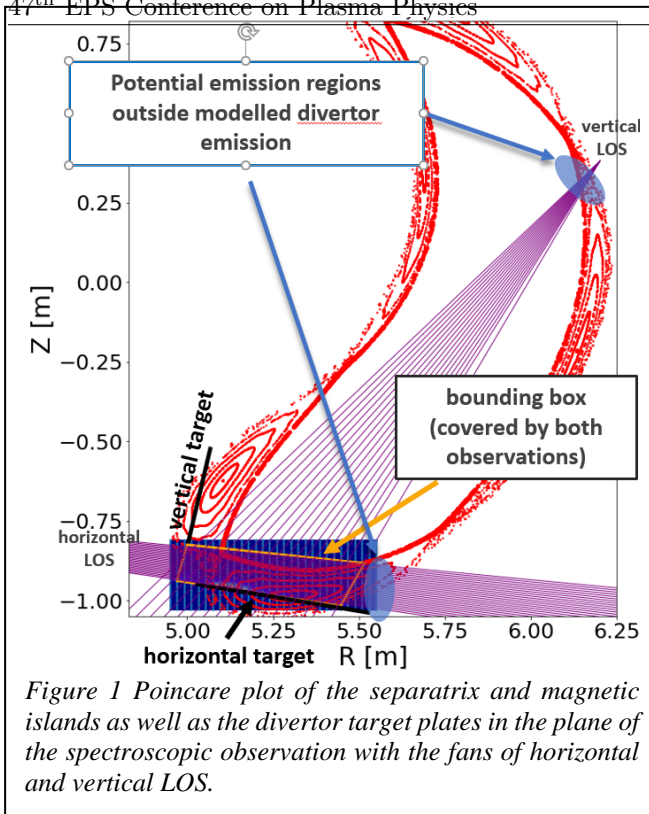 47th EPS Conference on Plasma Physics
0.75
Potential emission regions
outside modelled divertor
emission
vertical
LOS
0.25
0.00
Z [m]
−0.25
bounding box
(covered by both
observations)
−0.50
vertical target
−0.75
horizontal
LOS
−1.00
5.00
5.25
5.50
5.75
6.00
6.25
horizontal target
R [m]
Figure 1 Poincare plot of the separatrix and magnetic
islands as well as the divertor target plates in the plane of
the spectroscopic observation with the fans of horizontal
and vertical LOS.